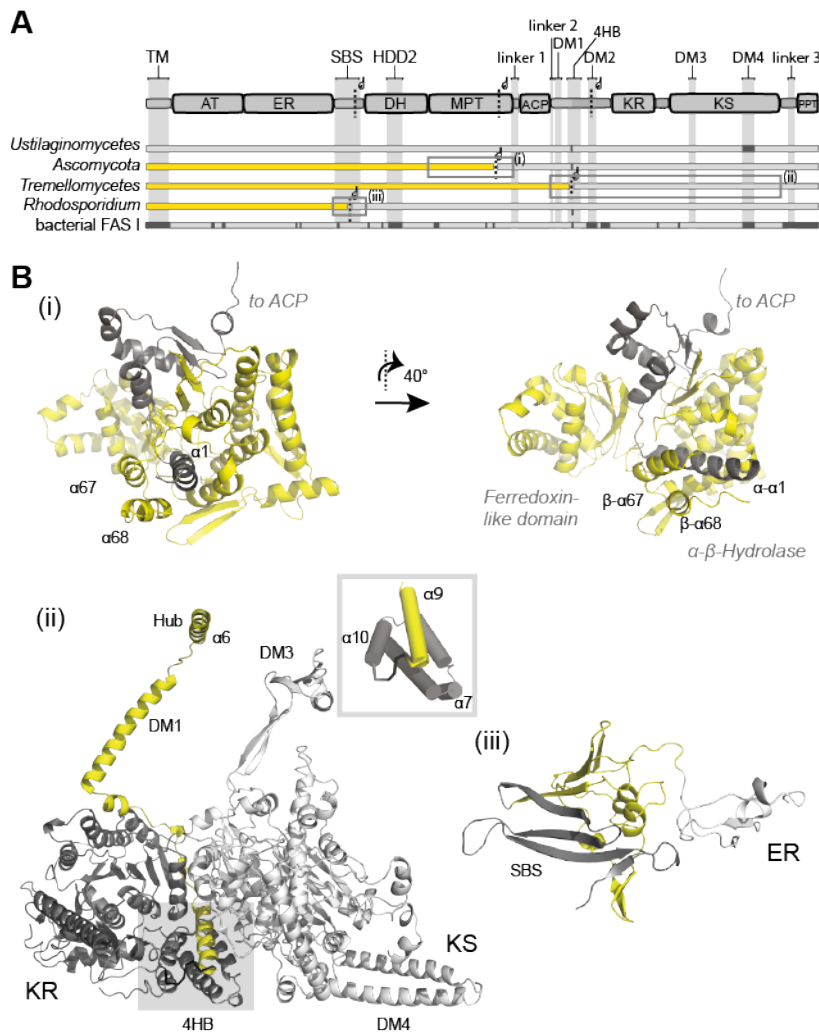 A
linker 2
4HB
TM
SBS
HDD2
linker 1
DM1
DM2
DM3
DM4
linker 3
AT
ER
DH
MPT
ACP
KR
KS
PPT
Ustilaginomycetes
Ascomycota
(i)
Tremellomycetes
(ii)
Rhodosporidium
(iii)
bacterial FAS I
B
(i)
to ACP
to ACP
40°
α1
α67
α68
Ferredoxin-
like domain
β-α67
α-α1
β-α68
α-β-Hydrolase
(ii)
Hub
α6
DM3
α9
α10
α7
DM1
(iii)
SBS
ER
KR
KS
4HB
DM4